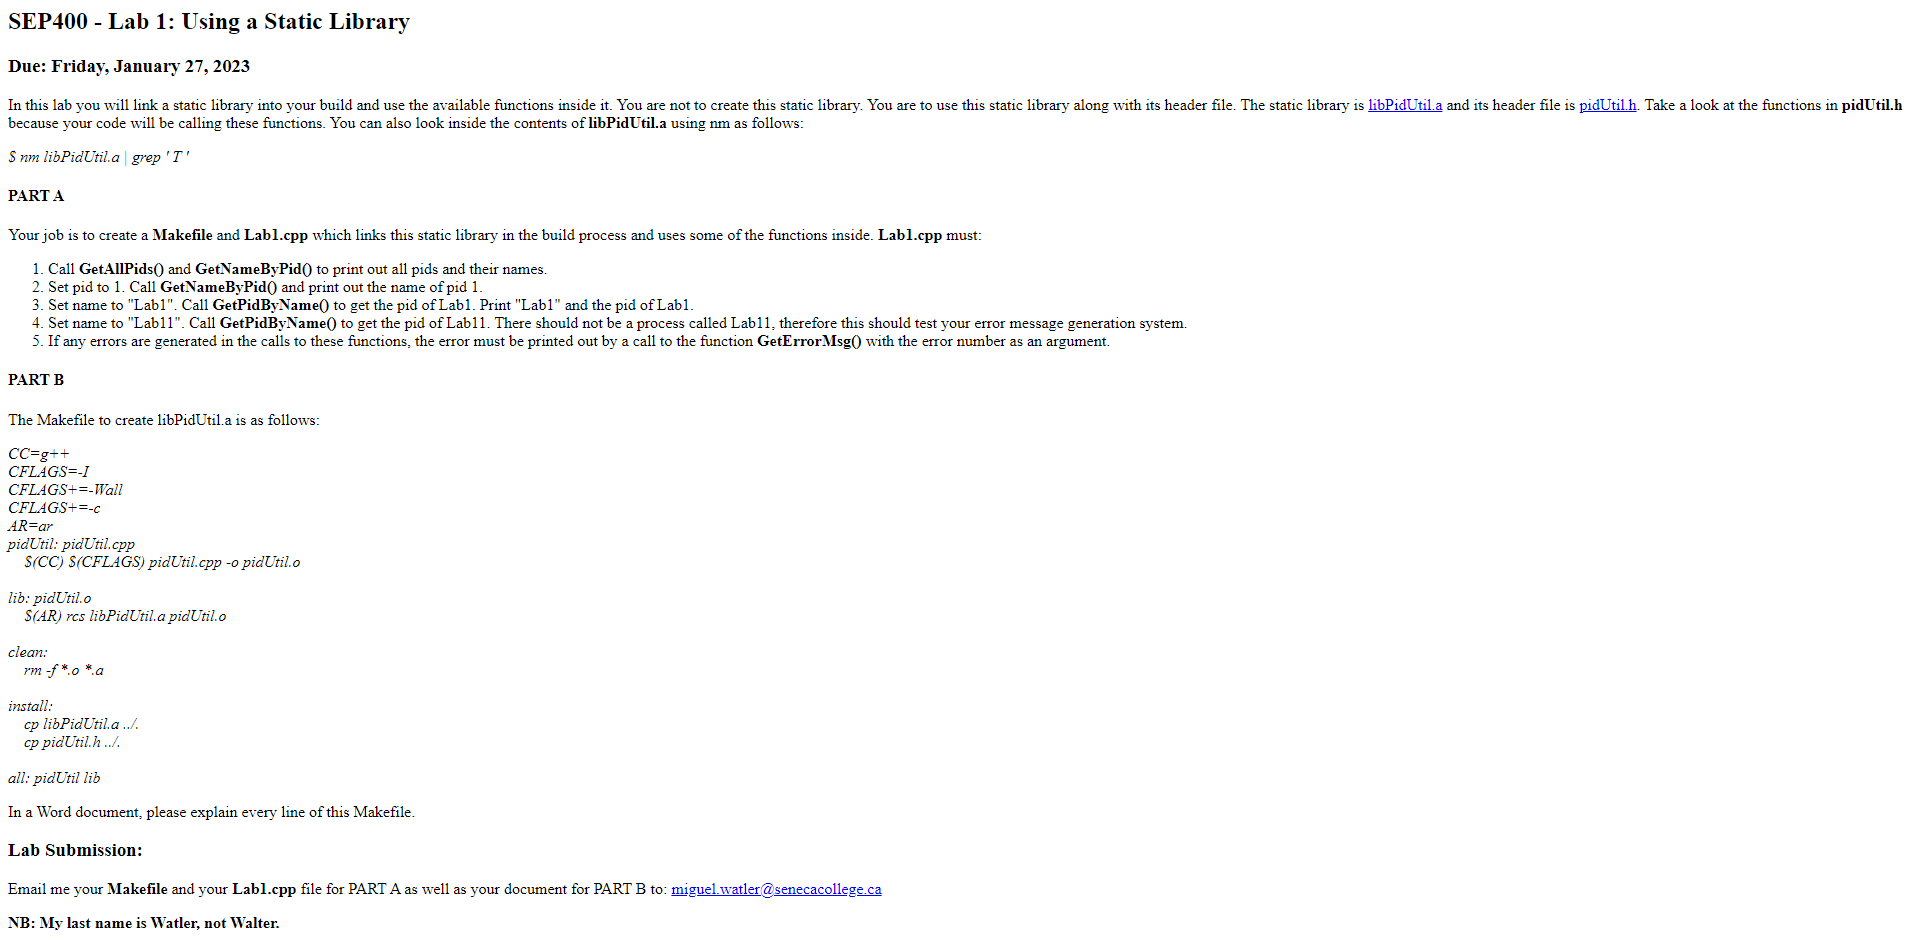 SEP400 - Lab 1: Using a Static Library
Due: Friday, January 27, 2023
In this lab you will link a static library into your build and use the available functions inside it. You are not to create this static library. You are to use this static library along with its header file. The static library is libPidUtil.a and its header file is pidUtil.h. Take a look at the functions in pidUtil.h
because your code will be calling these functions. You can also look inside the contents of libPidUtil.a using nm as follows:
$ nm libPidUtil.a | grep ' T '
PART A
Your job is to create a Makefile and Lab1.cpp which links this static library in the build process and uses some of the functions inside. Lab1.cpp must:
1. Call GetAllPids() and GetNameByPid() to print out all pids and their names.
2. Set pid to 1. Call GetNameByPid() and print out the name of pid 1.
3. Set name to "Lab1". Call GetPidByName() to get the pid of Lab1. Print "Lab1" and the pid of Lab1.
4. Set name to "Lab11". Call GetPidByName() to get the pid of Lab11. There should not be a process called Lab11, therefore this should test your error message generation system.
5. If any errors are generated in the calls to these functions, the error must be printed out by a call to the function GetErrorMsg() with the error number as an argument.
PART B
The Makefile to create libPidUtil.a is as follows:
CC=g++
CFLAGS=-I
CFLAGS+=-Wall
CFLAGS+=-c
AR=ar
pidUtil: pidUtil.cpp
$(CC) $(CFLAGS) pidUtil.cpp -o pidUtil.o
lib: pidUtil.o
$(AR) rcs libPidUtil.a pidUtil.o
clean:
rm -f *.o *.a
install:
cp libPidUtil.a ../.
cp pidUtil.h ../.
all: pidUtil lib
In a Word document, please explain every line of this Makefile.
Lab Submission:
Email me your Makefile and your Lab1.cpp file for PART A as well as your document for PART B to: miguel.watler@senecacollege.ca
NB: My last name is Watler, not Walter.